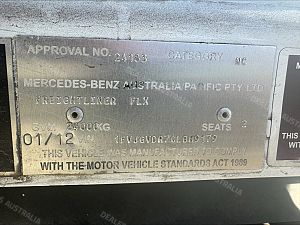 APPROVAL NO. CATEGORY NC
MERCEDES-BENZ AUSTRALIA PACIFIC PTY LTD
FREIGHTLINER FLX
SEATS 2
01/12 VIN
THIS VEHICLE WAS MANUFACTURED TO COMPLY
WITH THE MOTOR VEHICLE STANDARDS ACT 1989